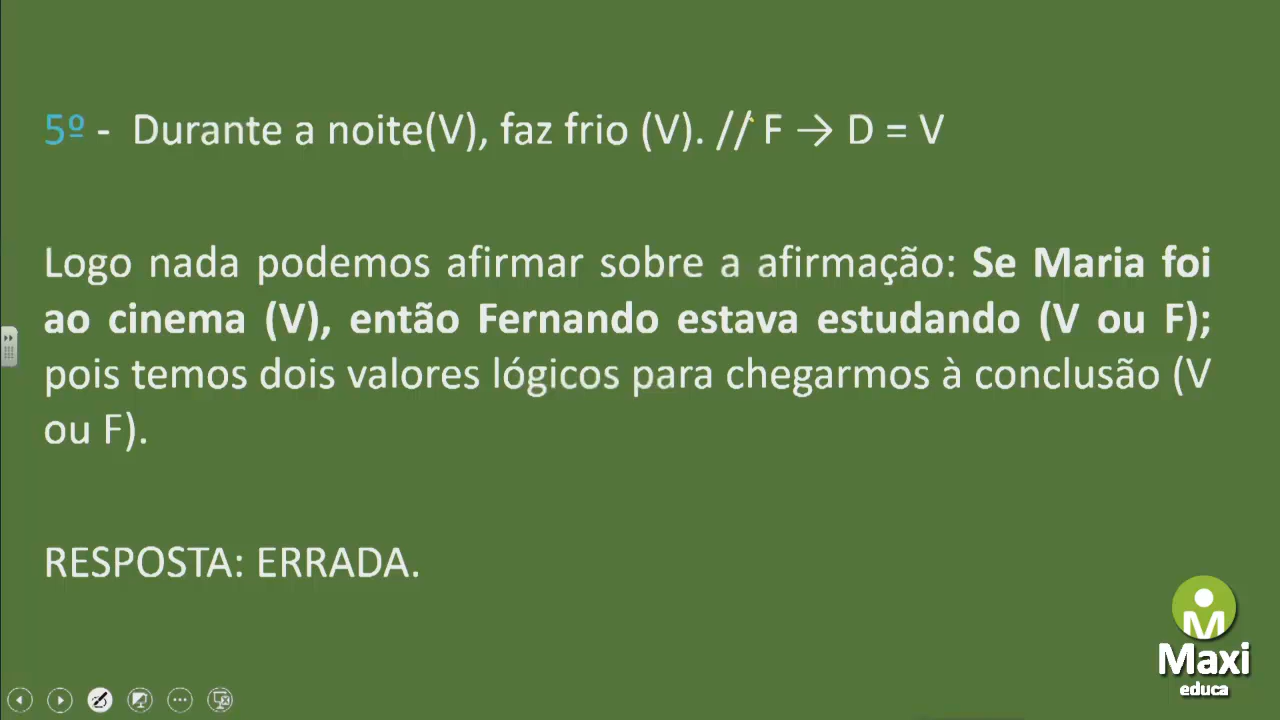 5º - Durante a noite(V), faz frio (V). // F → D = V
Logo nada podemos afirmar sobre a afirmação: Se Maria foi
ao cinema (V), então Fernando estava estudando (V ou F);
pois temos dois valores lógicos para chegarmos à conclusão (V
ou F).
RESPOSTA: ERRADA.
M
Maxi
educa